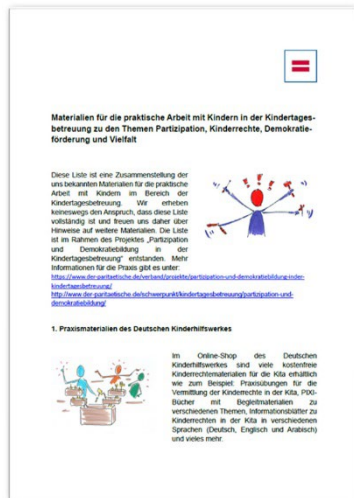 Materialien für die praktische Arbeit mit Kindern in der Kindertages-
betreuung zu den Themen Partizipation, Kinderrechte, Demokratie-
förderung und Vielfalt
Diese Liste ist eine Zusammenstellung der
uns bekannten Materialien für die praktische
Arbeit mit Kindern im Bereich der
Kindertagesbetreuung. Wir erheben
keineswegs den Anspruch, dass diese Liste
vollständig ist und freuen uns daher über
Hinweise auf weitere Materialien. Die Liste
ist im Rahmen des Projektes „Partizipation
und Demokratiebildung in der
Kindertagesbetreuung“ entstanden. Mehr
Informationen für die Praxis gibt es unter:
https://www.der-paritaetische.de/verband/projekte/partizipation-und-demokratiebildung-in-der-
kindertagesbetreuung/
http://www.der-paritaetische.de/schwerpunkt/kindertagesbetreuung/partizipation-und-
demokratiebildung/
1. Praxismaterialien des Deutschen Kinderhilfswerkes
Im Online-Shop des Deutschen
Kinderhilfswerkes sind viele kostenfreie
Kinderrechtematerialien für die Kita erhältlich
wie zum Beispiel: Praxisübungen für die
Vermittlung der Kinderrechte in der Kita, PIXI-
Bücher mit Begleitmaterialien zu
verschiedenen Themen, Informationsblätter zu
Kinderrechten in der Kita in verschiedenen
Sprachen (Deutsch, Englisch und Arabisch)
und vieles mehr.